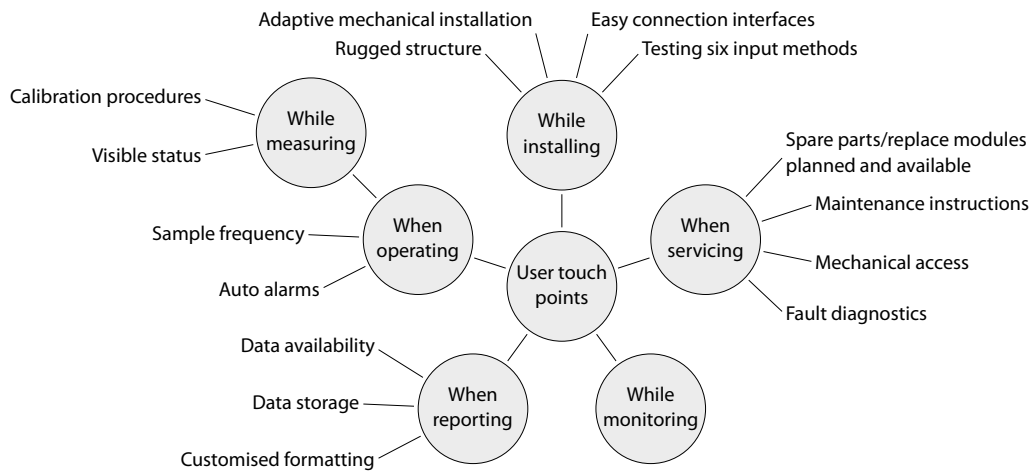 Adaptive mechanical installation
Easy connection interfaces
Rugged structure
Testing six input methods
Calibration procedures
While
measuring
While
installing
Visible status
Spare parts/replace modules
planned and available
Maintenance instructions
Sample frequency
When
operating
When
servicing
Mechanical access
User touch
points
Auto alarms
Fault diagnostics
Data availability
When
reporting
While
monitoring
Data storage
Customised formatting